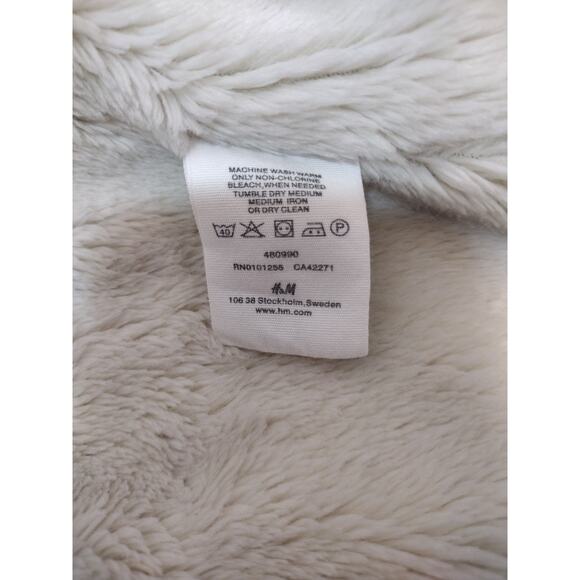 MACHINE WASH WARM
ONLY NON-CHLORINE
BLEACH,WHEN NEEDED
TUMBLE DRY MEDIUM
MEDIUM IRON
OR DRY CLEAN
40 P
480990
RN0101255 CA42271
H&M
106 38 Stockholm,Sweden
www.hm.com